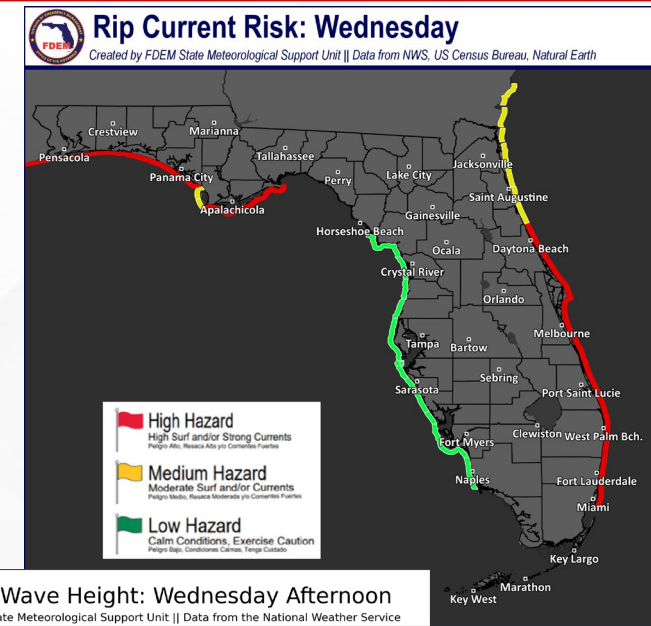 FDEM
Rip Current Risk: Wednesday
Created by FDEM State Meteorological Support Unit || Data from NWS, US Census Bureau, Natural Earth
Crestview
Marianna
Pensacola
Tallahassee
Jacksonville
Panama City
Perry
Lake City
Saint Augustine
Apalachicola
Gainesville
Horseshoe Beach
Ocala
Daytona Beach
Crystal River
Orlando
Melbourne
Tampa
Bartow
Sebring
Sarasota
Port Saint Lucie
High Hazard
High Surf and/or Strong Currents
Peligro Alto, Resaca Alta y/o Corrientes Fuertes
Clewiston
West Palm Bch.
Fort Myers
Medium Hazard
Moderate Surf and/or Currents
Peligro Medio, Resaca Moderada y/o Corrientes Fuertes
Naples
Fort Lauderdale
Miami
Low Hazard
Calm Conditions, Exercise Caution
Peligro Bajo, Condiciones Calmas, Tenga Cuidado
Key Largo
Wave Height: Wednesday Afternoon
ate Meteorological Support Unit || Data from the National Weather Service
Marathon
Key West